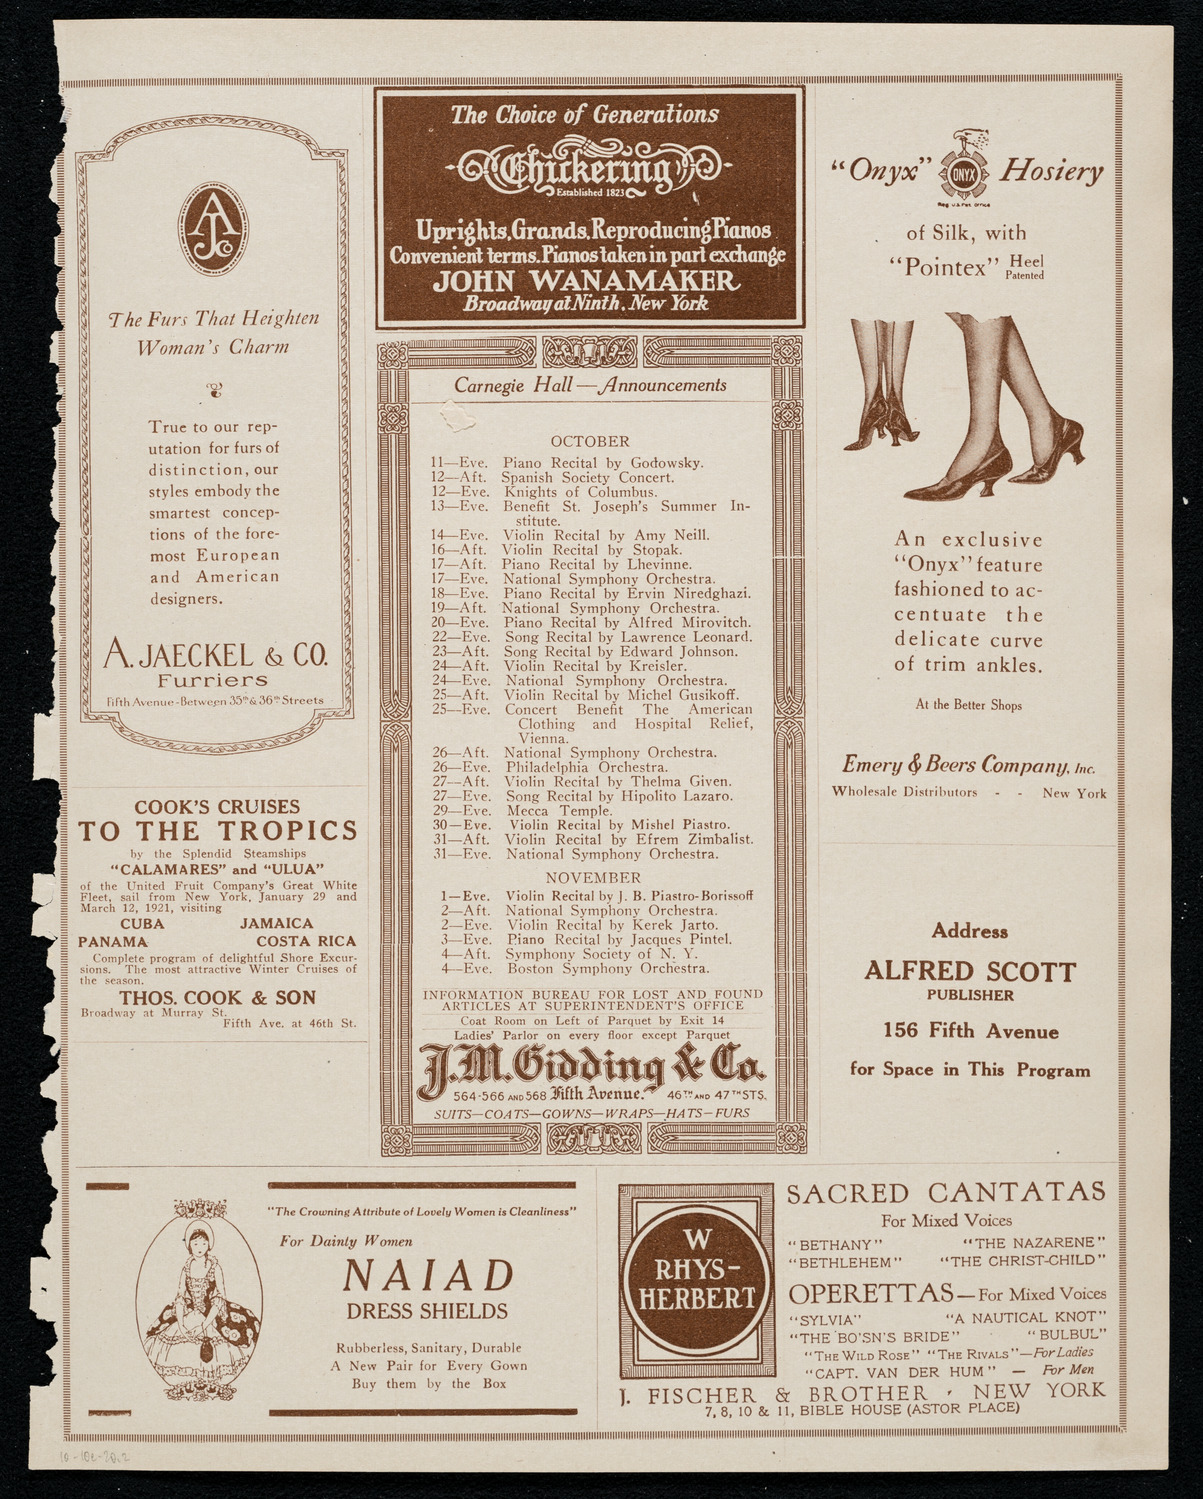 AJCo
The Furs That Heighten
Woman's Charm
True to our rep-
utation for furs of
distinction, our
styles embody the
smartest concep-
tions of the fore-
most European
and American
designers.
A. JAECKEL & CO.
Furriers
Fifth Avenue - Between 35th & 36th Streets
COOK'S CRUISES
TO THE TROPICS
by the Splendid Steamships
"CALAMARES" and "ULUA"
of the United Fruit Company's Great White
Fleet, sail from New York, January 29 and
March 12, 1921, visiting
CUBA JAMAICA
PANAMA COSTA RICA
Complete program of delightful Shore Excur-
sions. The most attractive Winter Cruises of
the season.
THOS. COOK & SON
Broadway at Murray St.
Fifth Ave. at 46th St.
The Choice of Generations
Chickering
Established 1823
Uprights, Grands, Reproducing Pianos
Convenient terms. Pianos taken in part exchange
JOHN WANAMAKER
Broadway at Ninth, New York
Carnegie Hall — Announcements
OCTOBER
11—Eve. Piano Recital by Godowsky.
12—Aft. Spanish Society Concert.
12—Eve. Knights of Columbus.
13—Eve. Benefit St. Joseph's Summer In-
stitute.
14—Eve. Violin Recital by Amy Neill.
16—Aft. Violin Recital by Stopak.
17—Aft. Piano Recital by Lhevinne.
17—Eve. National Symphony Orchestra.
18—Eve. Piano Recital by Ervin Niredghazi.
19—Aft. National Symphony Orchestra.
20—Eve. Piano Recital by Alfred Mirovitch.
22—Eve. Song Recital by Lawrence Leonard.
23—Aft. Song Recital by Edward Johnson.
24—Aft. Violin Recital by Kreisler.
24—Eve. National Symphony Orchestra.
25—Aft. Violin Recital by Michel Gusikoff.
25—Eve. Concert Benefit The American
Clothing and Hospital Relief,
Vienna.
26—Aft. National Symphony Orchestra.
26—Eve. Philadelphia Orchestra.
27—Aft. Violin Recital by Thelma Given.
27—Eve. Song Recital by Hipolito Lazaro.
29—Eve. Mecca Temple.
30—Eve. Violin Recital by Mishel Piastro.
31—Aft. Violin Recital by Efrem Zimbalist.
31—Eve. National Symphony Orchestra.
NOVEMBER
1—Eve. Violin Recital by J. B. Piastro-Borissoff
2—Aft. National Symphony Orchestra.
2—Eve. Violin Recital by Kerek Jarto.
3—Eve. Piano Recital by Jacques Pintel.
4—Aft. Symphony Society of N. Y.
4—Eve. Boston Symphony Orchestra.
INFORMATION BUREAU FOR LOST AND FOUND
ARTICLES AT SUPERINTENDENT'S OFFICE
Coat Room on Left of Parquet by Exit 14
Ladies' Parlor on every floor except Parquet
J. M. Gidding & Co.
564-566 AND 568 Fifth Avenue. 46TH AND 47TH STS.
SUITS—COATS—GOWNS—WRAPS—HATS—FURS
"Onyx" ONYX Hosiery
Reg. U.S. Pat. Office
of Silk, with
"Pointex" Heel
Patented
An exclusive
"Onyx" feature
fashioned to ac-
centuate the
delicate curve
of trim ankles.
At the Better Shops
Emery & Beers Company, Inc.
Wholesale Distributors - - New York
Address
ALFRED SCOTT
PUBLISHER
156 Fifth Avenue
for Space in This Program
"The Crowning Attribute of Lovely Women is Cleanliness"
For Dainty Women
NAIAD
DRESS SHIELDS
Rubberless, Sanitary, Durable
A New Pair for Every Gown
Buy them by the Box
W
RHYS-
HERBERT
SACRED CANTATAS
For Mixed Voices
"BETHANY" "THE NAZARENE"
"BETHLEHEM" "THE CHRIST-CHILD"
OPERETTAS—For Mixed Voices
"SYLVIA" "A NAUTICAL KNOT"
"THE BO'SN'S BRIDE" "BULBUL"
"THE WILD ROSE" "THE RIVALS"—For Ladies
"CAPT. VAN DER HUM" — For Men
J. FISCHER & BROTHER, NEW YORK
7, 8, 10 & 11, BIBLE HOUSE (ASTOR PLACE)